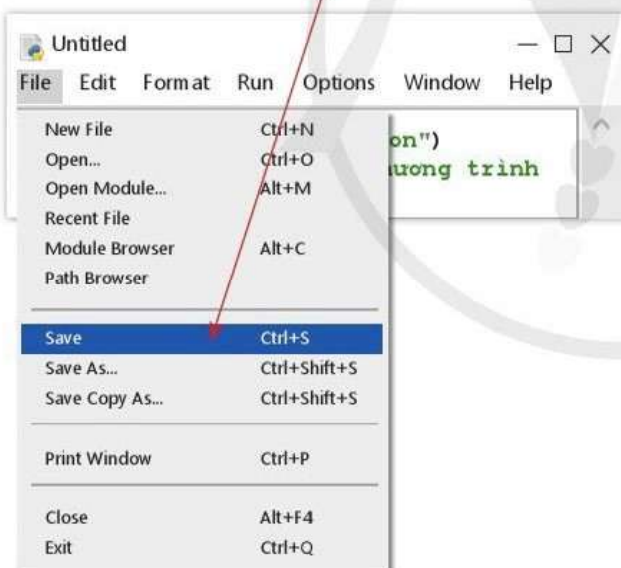 Untitled
File Edit Format Run Options Window Help
on")
ương trình
New File Ctrl+N
Open... Ctrl+O
Open Module... Alt+M
Recent File
Module Browser Alt+C
Path Browser
Save Ctrl+S
Save As... Ctrl+Shift+S
Save Copy As... Ctrl+Shift+S
Print Window Ctrl+P
Close Alt+F4
Exit Ctrl+Q